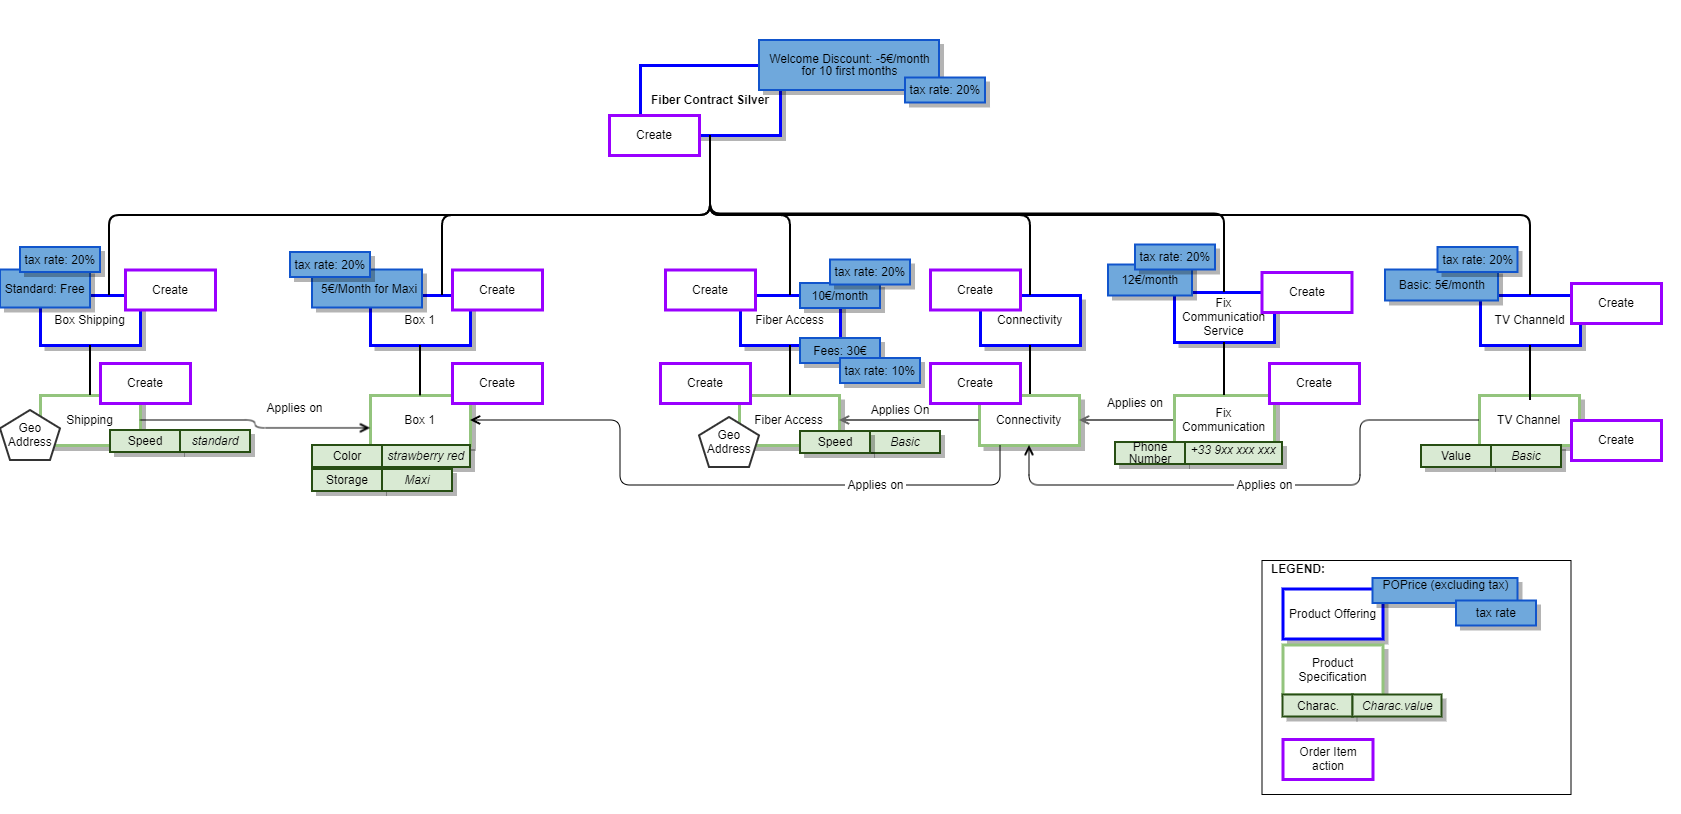 Welcome Discount: -5€/month
for 10 first months
tax rate: 20%
Fiber Contract Silver
Create
tax rate: 20%
Standard: Free
Create
Box Shipping
tax rate: 20%
5€/Month for Maxi
Create
Box 1
Create
tax rate: 20%
10€/month
Fiber Access
Fees: 30€
tax rate: 10%
Create
Connectivity
tax rate: 20%
12€/month
Create
Fix
Communication
Service
tax rate: 20%
Basic: 5€/month
Create
TV Channeld
Create
Shipping
Geo
Address
Speed
standard
Applies on
Create
Box 1
Color
strawberry red
Storage
Maxi
Create
Fiber Access
Geo
Address
Speed
Basic
Applies On
Create
Connectivity
Applies on
Create
Fix
Communication
Phone
Number
+33 9xx xxx xxx
TV Channel
Create
Value
Basic
Applies on
Applies on
LEGEND:
POPrice (excluding tax)
Product Offering
tax rate
Product
Specification
Charac.
Charac.value
Order Item
action